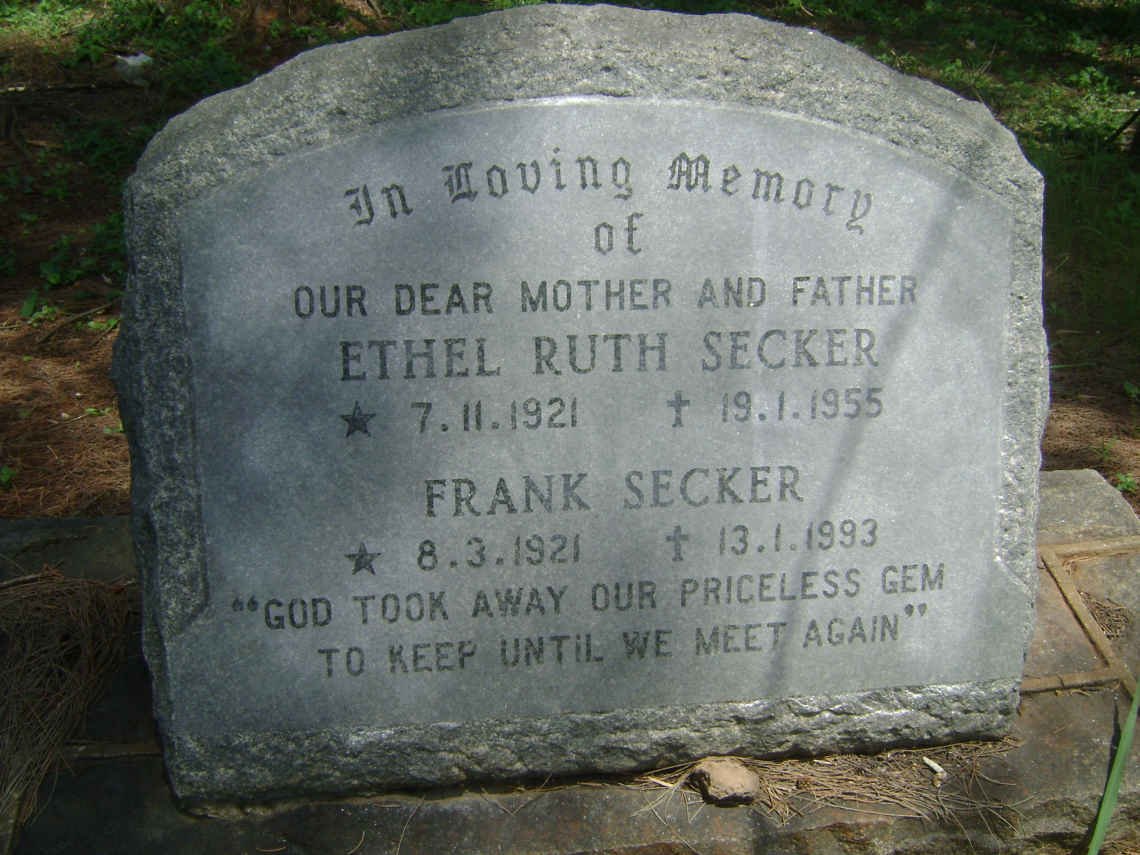 In Loving Memory
of
OUR DEAR MOTHER AND FATHER
ETHEL RUTH SECKER
★ 7.11.1921 ✝ 19.1.1955
FRANK SECKER
★ 8.3.1921 ✝ 13.1.1993
"GOD TOOK AWAY OUR PRICELESS GEM
TO KEEP UNTIL WE MEET AGAIN"